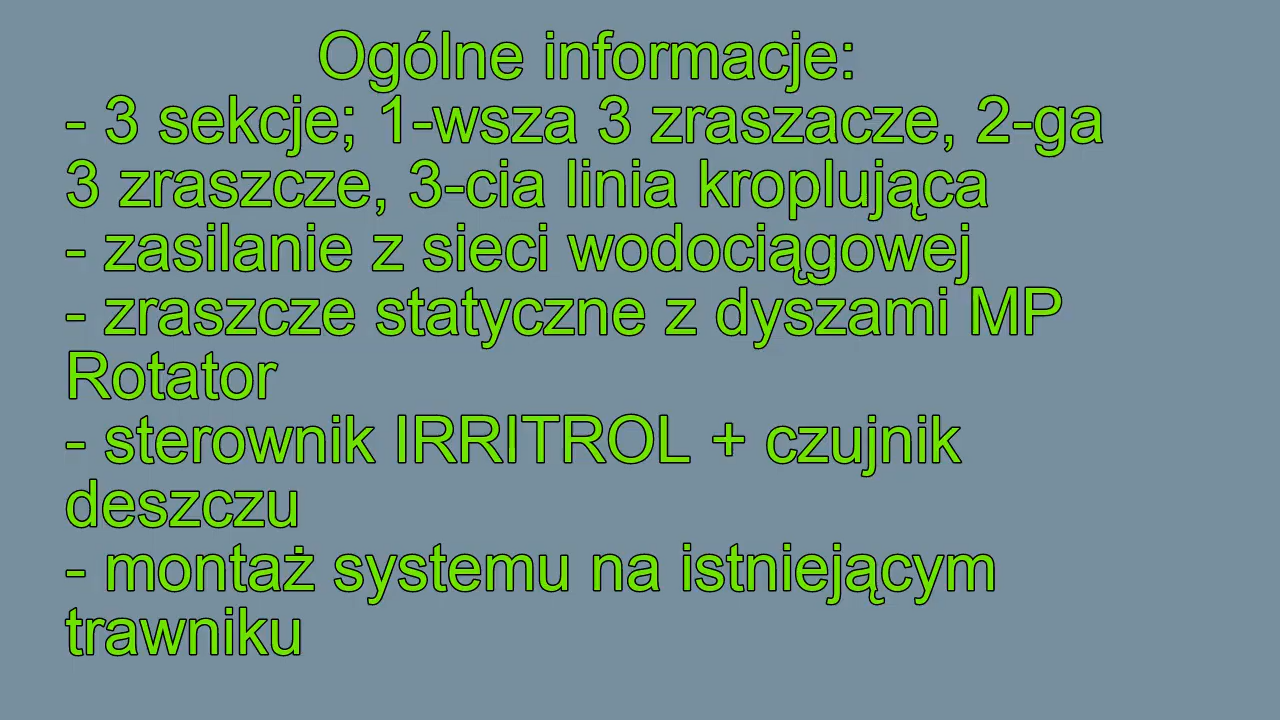 Ogólne informacje:
- 3 sekcje; 1-wsza 3 zraszacze, 2-ga
3 zraszcze, 3-cia linia kroplująca
- zasilanie z sieci wodociągowej
- zraszcze statyczne z dyszami MP
Rotator
- sterownik IRRITROL + czujnik
deszczu
- montaż systemu na istniejącym
trawniku